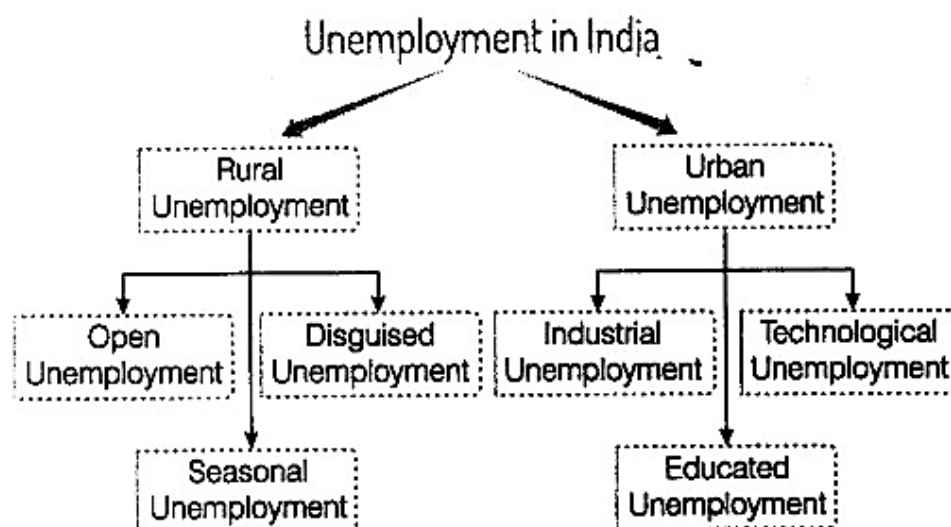 Unemployment in India
Rural
Unemployment
Urban
Unemployment
Open
Unemployment
Disguised
Unemployment
Industrial
Unemployment
Technological
Unemployment
Seasonal
Unemployment
Educated
Unemployment